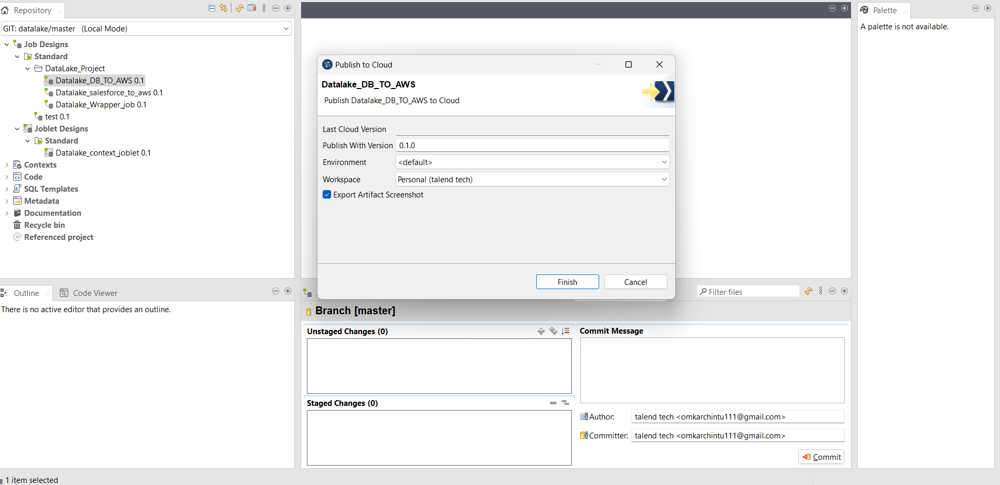 Repository
GIT: datalake/master   (Local Mode)
Job Designs
Standard
DataLake_Project
Datalake_DB_TO_AWS 0.1
Datalake_salesforce_to_aws 0.1
Datalake_Wrapper_job 0.1
test 0.1
Joblet Designs
Standard
Datalake_context_joblet 0.1
Contexts
Code
SQL Templates
Metadata
Documentation
Recycle bin
Referenced project
Publish to Cloud
Datalake_DB_TO_AWS
Publish Datalake_DB_TO_AWS to Cloud
Last Cloud Version
Publish With Version 0.1.0
Environment <default>
Workspace Personal (talend tech)
Export Artifact Screenshot
Finish Cancel
Palette
A palette is not available.
Outline Code Viewer
There is no active editor that provides an outline.
Filter files
Branch [master]
Unstaged Changes (0)
Staged Changes (0)
Commit Message
Author: talend tech <omkarchintu111@gmail.com>
Committer: talend tech <omkarchintu111@gmail.com>
Commit
1 item selected